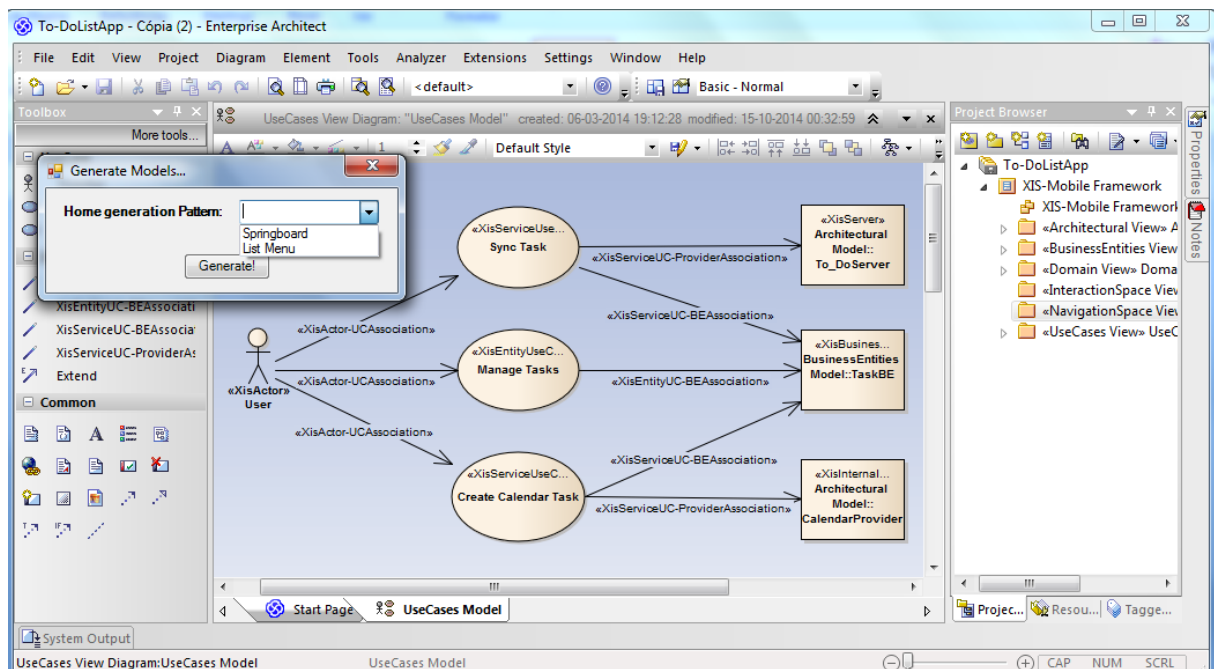 To-DoListApp - Cópia (2) - Enterprise Architect
File Edit View Project Diagram Element Tools Analyzer Extensions Settings Window Help
<default>
Basic - Normal
Toolbox
More tools...
UseCases View Diagram: "UseCases Model" created: 06-03-2014 19:12:28 modified: 15-10-2014 00:32:59
1
Default Style
Generate Models...
Home generation Pattern:
Springboard
List Menu
Generate!
XisEntityUC-BEAssociati
XisServiceUC-BEAssocia
XisServiceUC-ProviderAs
Extend
Common
«XisActor»
User
«XisActor-UCAssociation»
«XisActor-UCAssociation»
«XisActor-UCAssociation»
«XisServiceUse...
Sync Task
«XisEntityUseC...
Manage Tasks
«XisServiceUseC...
Create Calendar Task
«XisServiceUC-ProviderAssociation»
«XisServiceUC-BEAssociation»
«XisEntityUC-BEAssociation»
«XisServiceUC-BEAssociation»
«XisServiceUC-ProviderAssociation»
«XisServer»
Architectural
Model::
To_DoServer
«XisBusines...
BusinessEntities
Model::TaskBE
«XisInternal...
Architectural
Model::
CalendarProvider
Project Browser
To-DoListApp
XIS-Mobile Framework
XIS-Mobile Framework
«Architectural View» A
«BusinessEntities View
«Domain View» Doma
«InteractionSpace View
«NavigationSpace View
«UseCases View» UseC
Properties
Notes
Start Page
UseCases Model
Projec...
Resou...
Tagge...
System Output
UseCases View Diagram:UseCases Model
UseCases Model
CAP NUM SCRL